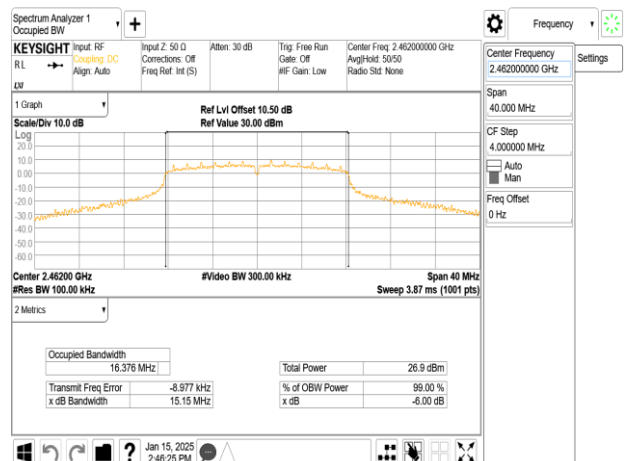 Spectrum Analyzer 1
Occupied BW
Frequency
KEYSIGHT
Input: RF
Input Z: 50 Ω
Atten: 30 dB
Trig: Free Run
Center Freq: 2.462000000 GHz
RL
Coupling: DC
Corrections: Off
Gate: Off
Avg|Hold: 50/50
Align: Auto
Freq Ref: Int (S)
#IF Gain: Low
Radio Std: None
LXI
Center Frequency
2.462000000 GHz
Settings
Span
40.000 MHz
CF Step
4.000000 MHz
Auto
Man
Freq Offset
0 Hz
1 Graph
Ref Lvl Offset 10.50 dB
Scale/Div 10.0 dB
Ref Value 30.00 dBm
Log
20.0
10.0
0.00
-10.0
-20.0
-30.0
-40.0
-50.0
-60.0
Center 2.46200 GHz
#Video BW 300.00 kHz
Span 40 MHz
#Res BW 100.00 kHz
Sweep 3.87 ms (1001 pts)
2 Metrics
Occupied Bandwidth
16.376 MHz
Total Power 26.9 dBm
Transmit Freq Error -8.977 kHz
% of OBW Power 99.00 %
x dB Bandwidth 15.15 MHz
x dB -6.00 dB
?
Jan 15, 2025
2:46:25 PM